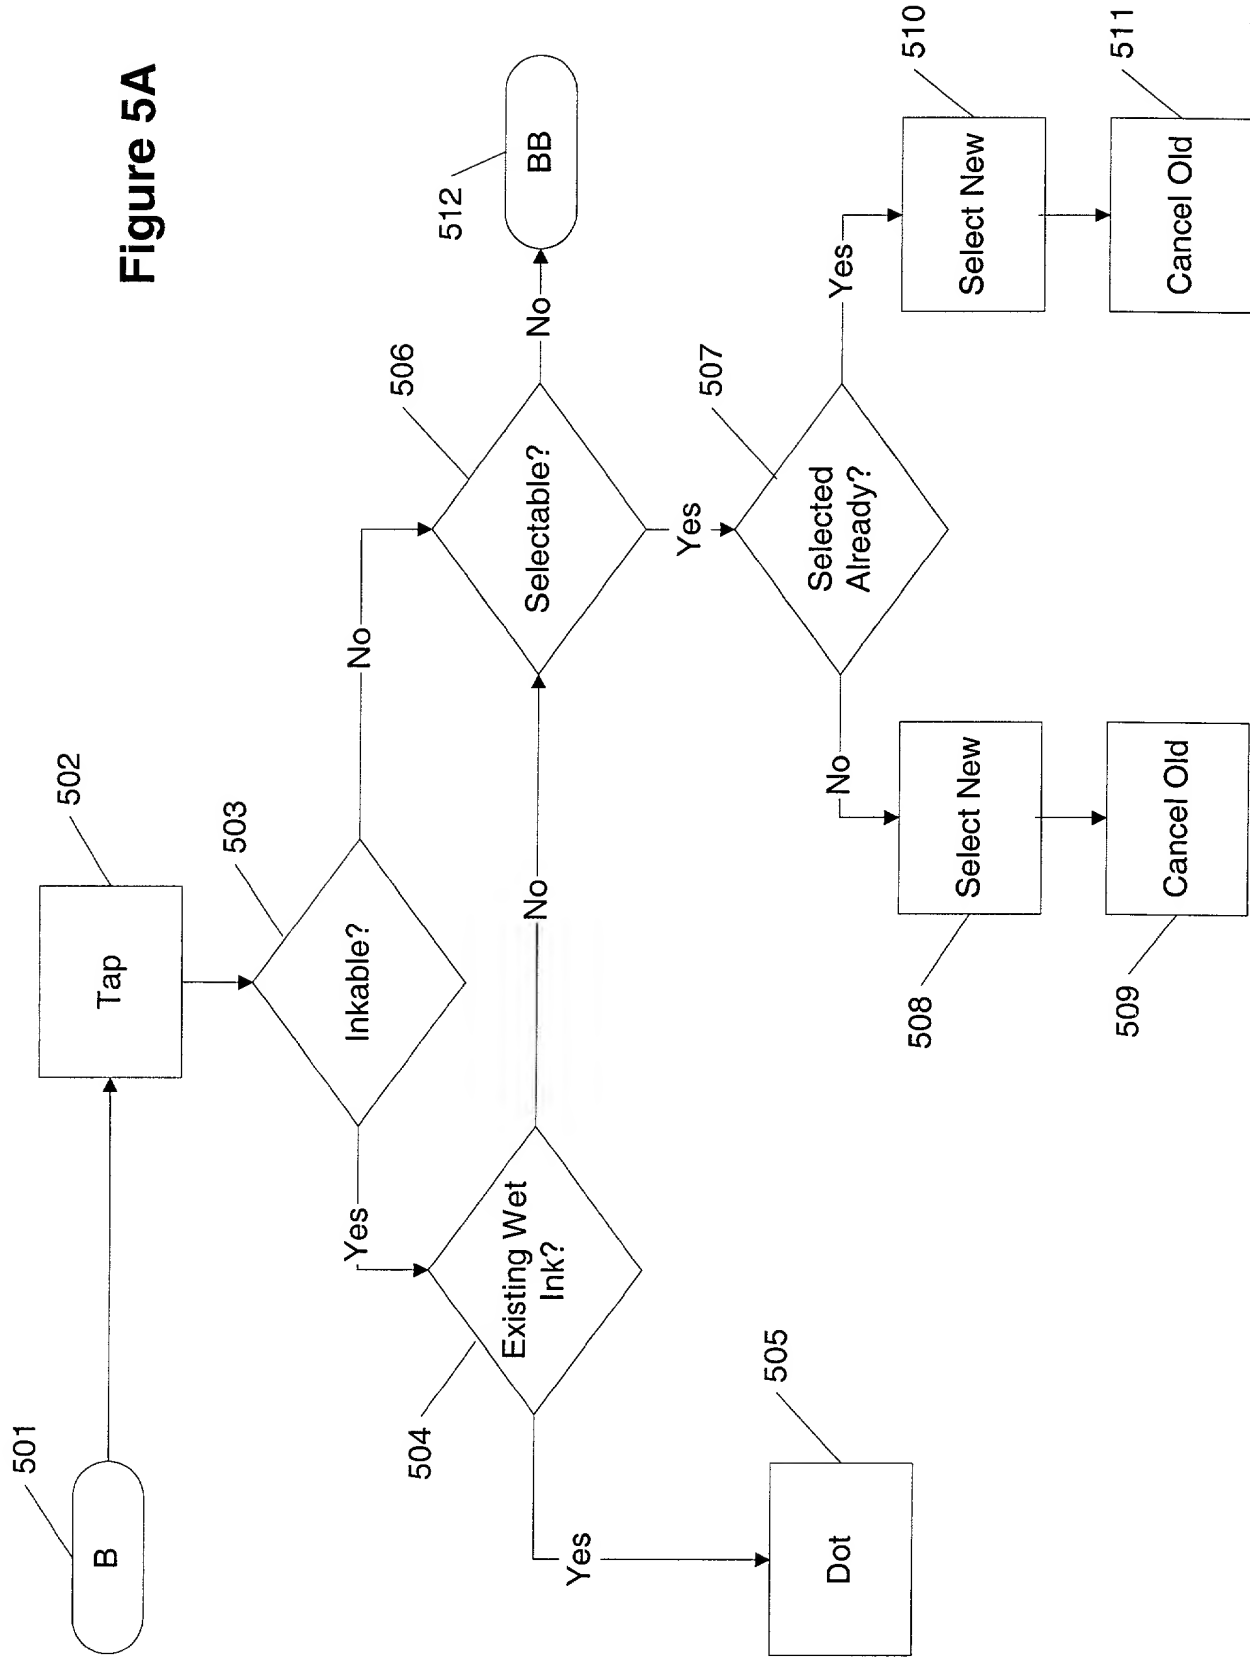 Figure 5A
501
B
502
Tap
503
Inkable?
Yes
No
504
Existing Wet
Ink?
Yes
No
505
Dot
506
Selectable?
No
512
BB
Yes
507
Selected
Already?
No
Yes
508
Select New
509
Cancel Old
510
Select New
511
Cancel Old